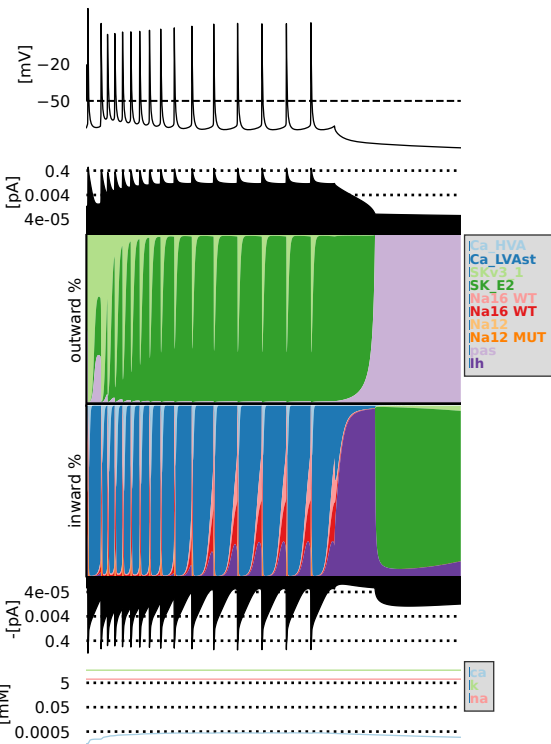 [mV]
−20
−50
[pA]
0.4
0.004
4e-05
outward %
Ca_HVA
Ca_LVAst
SKv3_1
SK_E2
Na16 WT
Na16 WT
Na12
Na12 MUT
pas
Ih
inward %
-[pA]
4e-05
0.004
0.4
[mM]
5
0.05
0.0005
ca
k
na